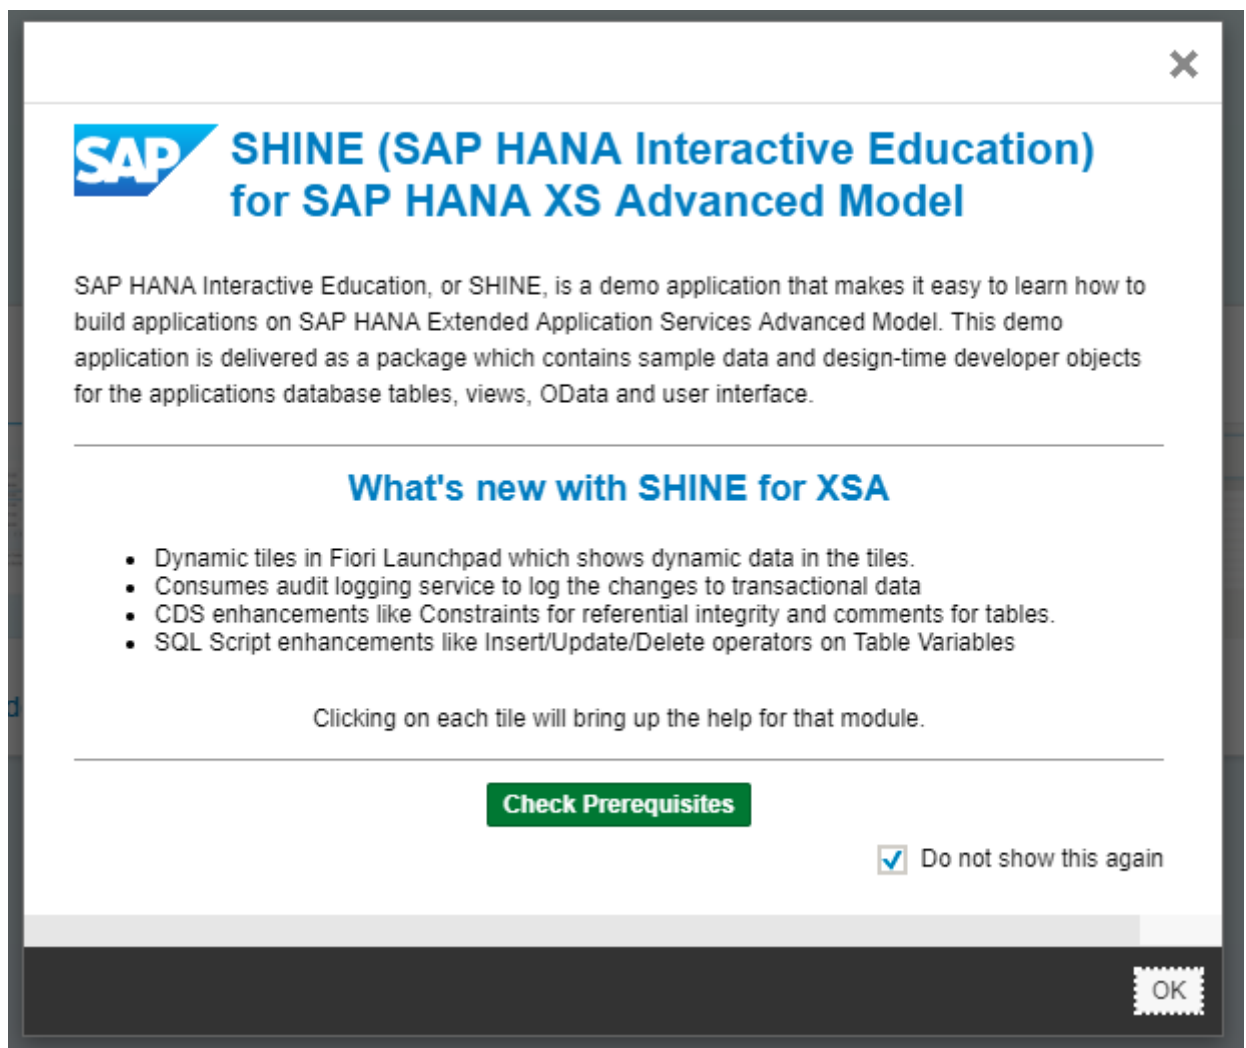 SAP
SHINE (SAP HANA Interactive Education)
for SAP HANA XS Advanced Model
SAP HANA Interactive Education, or SHINE, is a demo application that makes it easy to learn how to
build applications on SAP HANA Extended Application Services Advanced Model. This demo
application is delivered as a package which contains sample data and design-time developer objects
for the applications database tables, views, OData and user interface.
What's new with SHINE for XSA
• Dynamic tiles in Fiori Launchpad which shows dynamic data in the tiles.
• Consumes audit logging service to log the changes to transactional data
• CDS enhancements like Constraints for referential integrity and comments for tables.
• SQL Script enhancements like Insert/Update/Delete operators on Table Variables
Clicking on each tile will bring up the help for that module.
Check Prerequisites
Do not show this again
OK